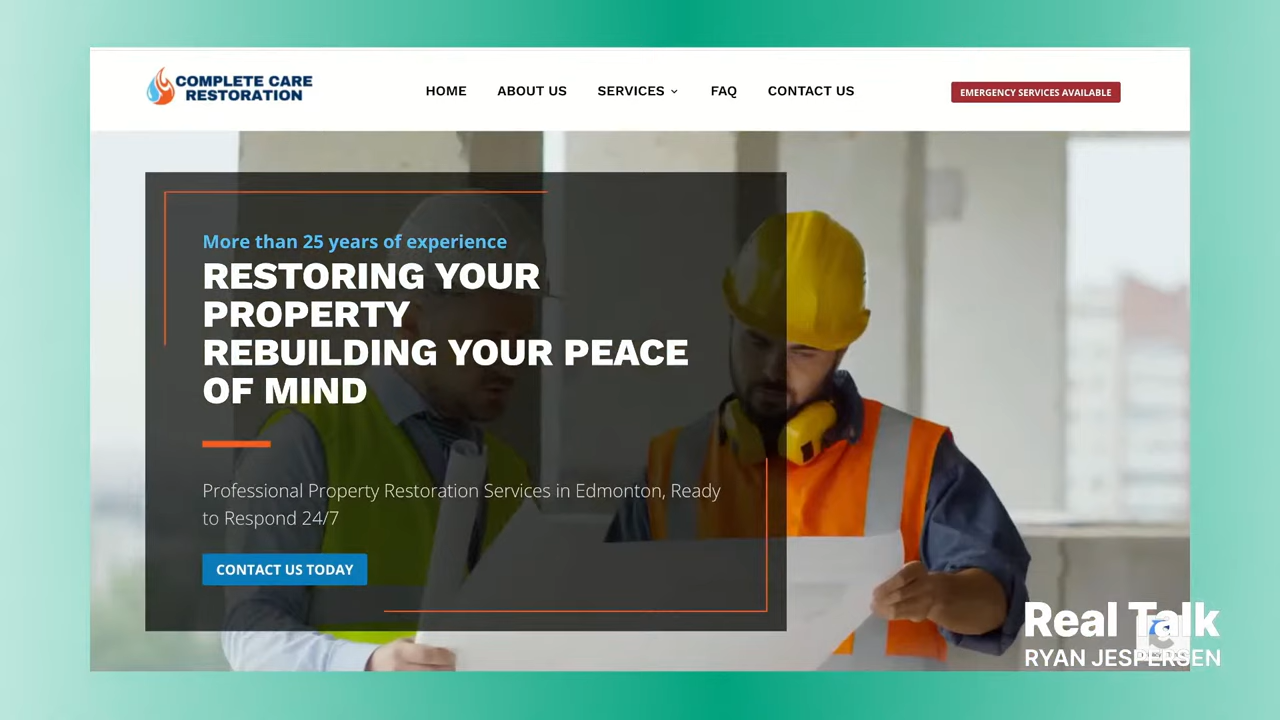 COMPLETE CARE
RESTORATION
HOME
ABOUT US
SERVICES
FAQ
CONTACT US
EMERGENCY SERVICES AVAILABLE
More than 25 years of experience
RESTORING YOUR
PROPERTY
REBUILDING YOUR PEACE
OF MIND
Professional Property Restoration Services in Edmonton, Ready
to Respond 24/7
CONTACT US TODAY
Real Talk
RYAN JESPERSEN